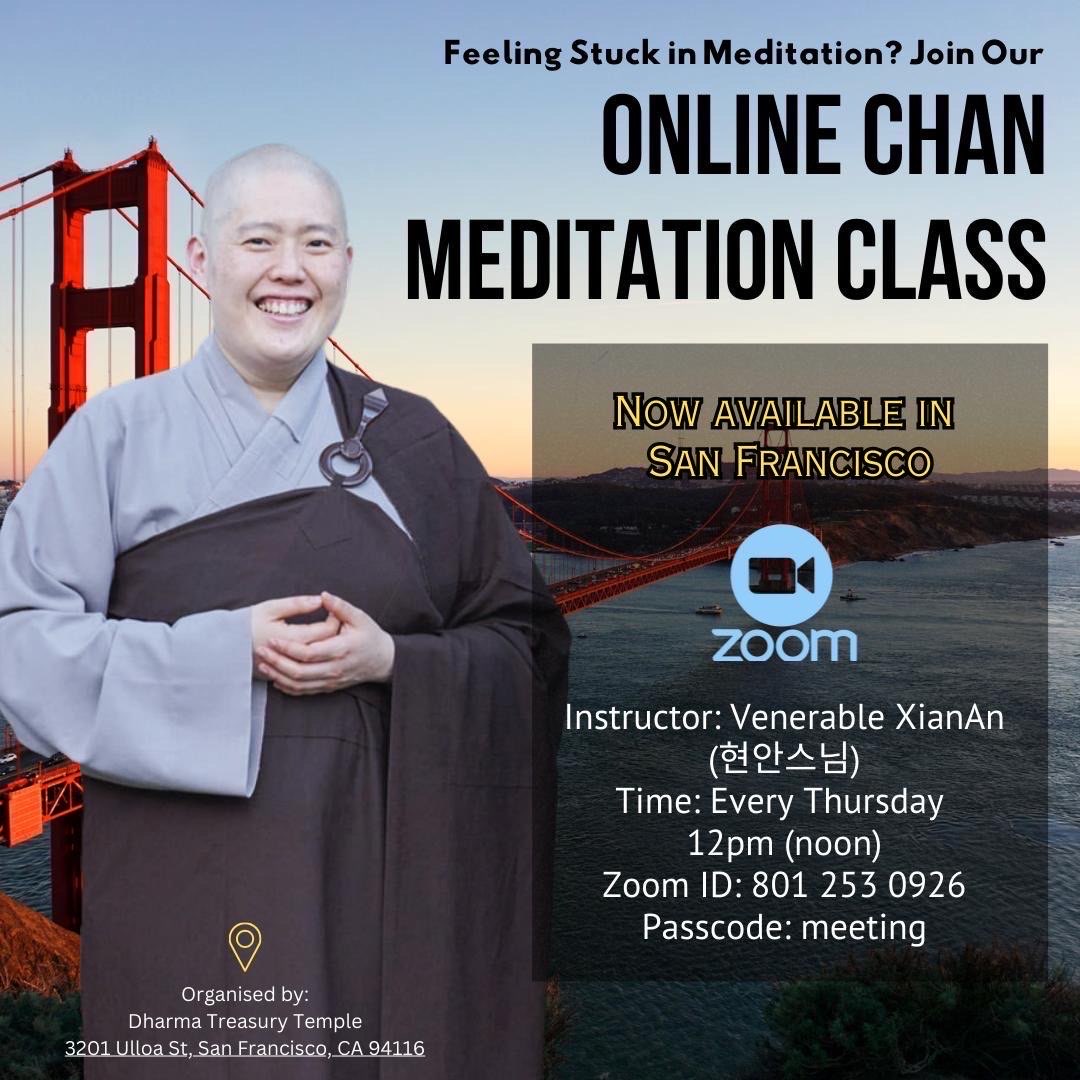 Feeling Stuck in Meditation? Join Our
ONLINE CHAN
MEDITATION CLASS
Now available in
San Francisco
zoom
Instructor: Venerable XianAn
(현안스님)
Time: Every Thursday
12pm (noon)
Zoom ID: 801 253 0926
Passcode: meeting
Organised by:
Dharma Treasury Temple
3201 Ulloa St, San Francisco, CA 94116